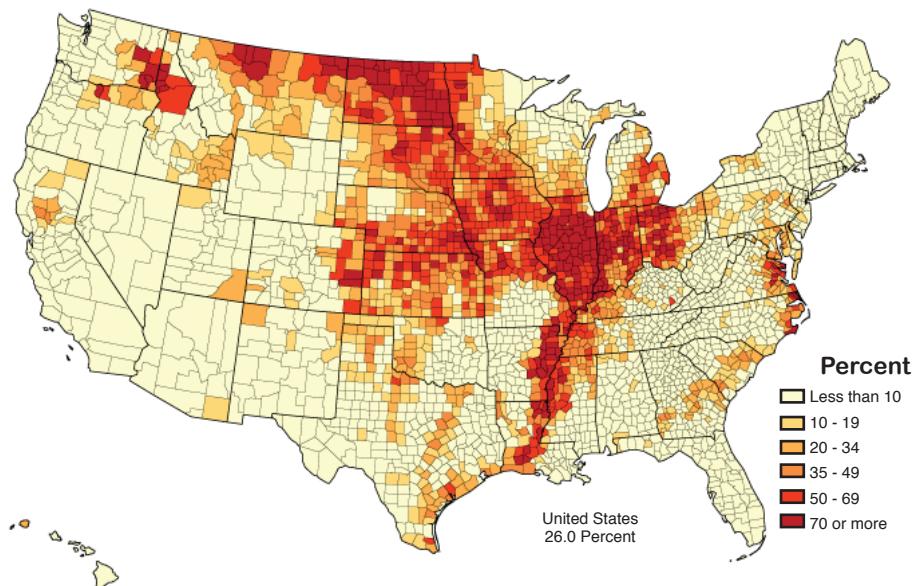 Percent
Less than 10
10 - 19
20 - 34
35 - 49
50 - 69
70 or more
United States
26.0 Percent